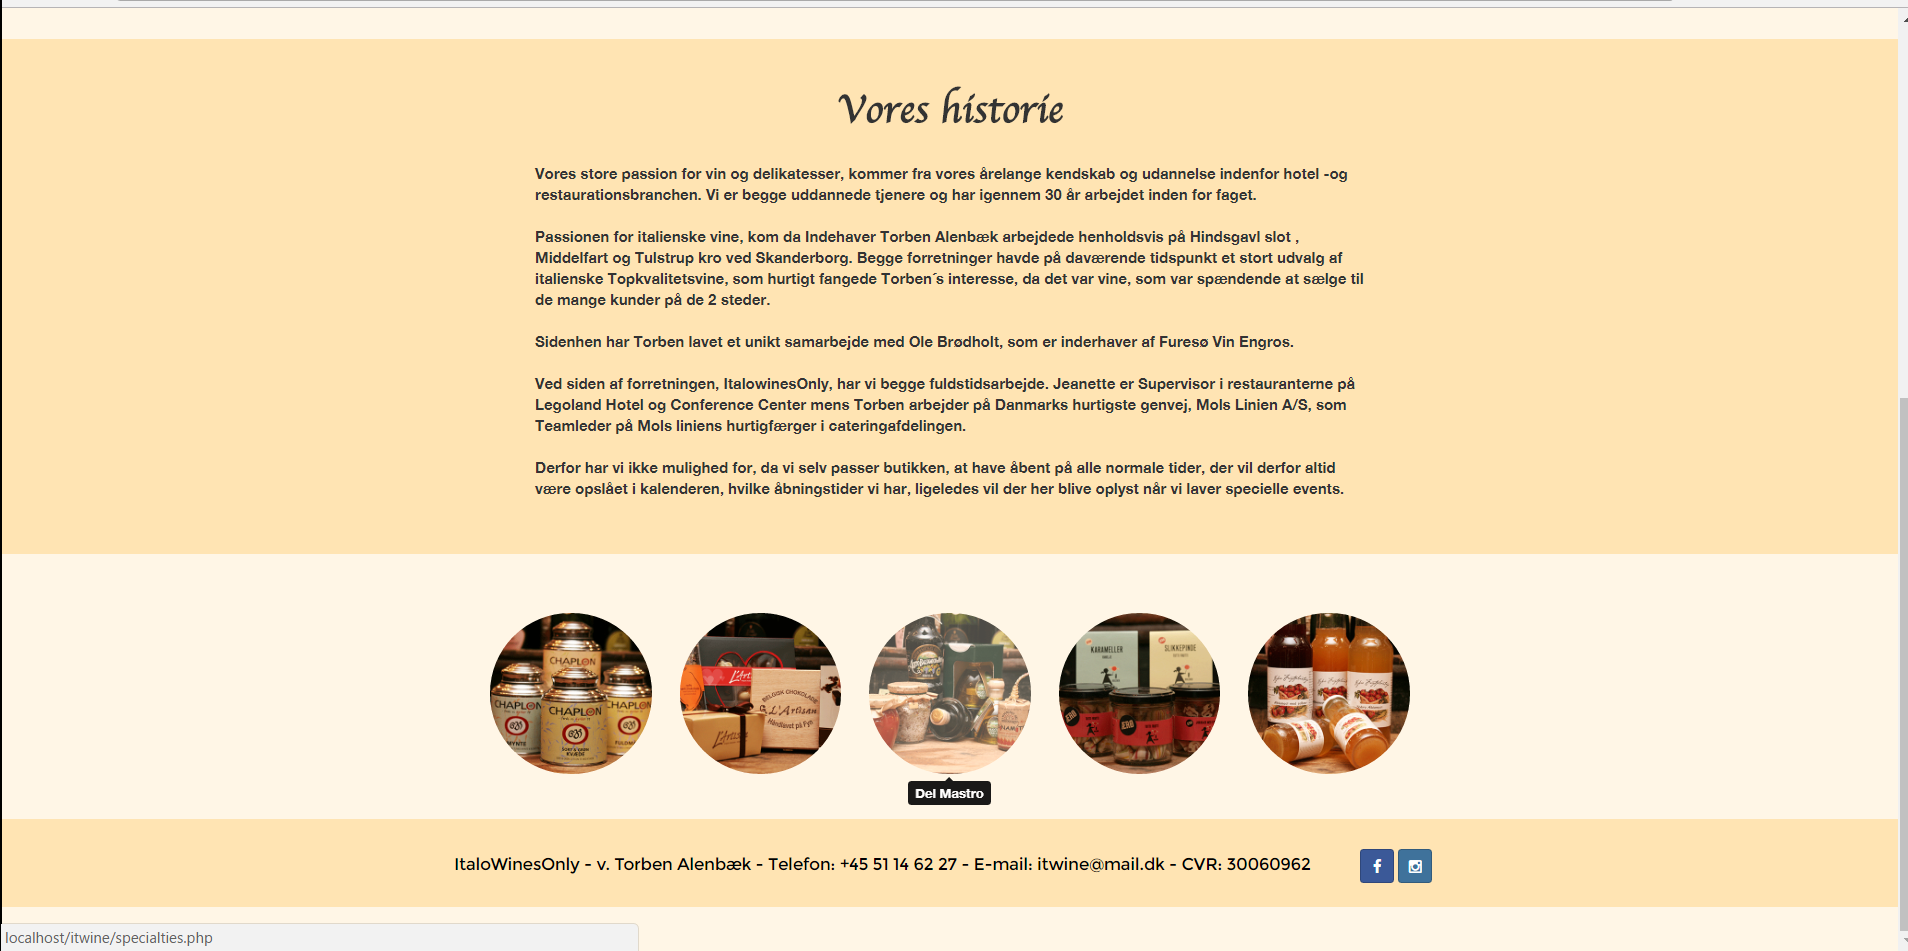 Vores historie
Vores store passion for vin og delikatesser, kommer fra vores årelange kendskab og udannelse indenfor hotel -og
restaurationsbranchen. Vi er begge uddannede tjenere og har igennem 30 år arbejdet inden for faget.
Passionen for italienske vine, kom da Indehaver Torben Alenbæk arbejdede henholdsvis på Hindsgavl slot ,
Middelfart og Tulstrup kro ved Skanderborg. Begge forretninger havde på daværende tidspunkt et stort udvalg af
italienske Topkvalitetsvine, som hurtigt fangede Torben´s interesse, da det var vine, som var spændende at sælge til
de mange kunder på de 2 steder.
Sidenhen har Torben lavet et unikt samarbejde med Ole Brødholt, som er inderhaver af Furesø Vin Engros.
Ved siden af forretningen, ItalowinesOnly, har vi begge fuldstidsarbejde. Jeanette er Supervisor i restauranterne på
Legoland Hotel og Conference Center mens Torben arbejder på Danmarks hurtigste genvej, Mols Linien A/S, som
Teamleder på Mols liniens hurtigfærger i cateringafdelingen.
Derfor har vi ikke mulighed for, da vi selv passer butikken, at have åbent på alle normale tider, der vil derfor altid
være opslået i kalenderen, hvilke åbningstider vi har, ligeledes vil der her blive oplyst når vi laver specielle events.
CHAPLON
CHAPLON
CHAPLON
CHAPLON
MYNTE
KVÆDE
BELGISK CHOKOLADE
L'Artisan
Håndlavet på Fyn
KARAMELLER
SLIKKEPINDE
ÆRØ
Del Mastro
ItaloWinesOnly - v. Torben Alenbæk - Telefon: +45 51 14 62 27 - E-mail: itwine@mail.dk - CVR: 30060962
localhost/itwine/specialties.php